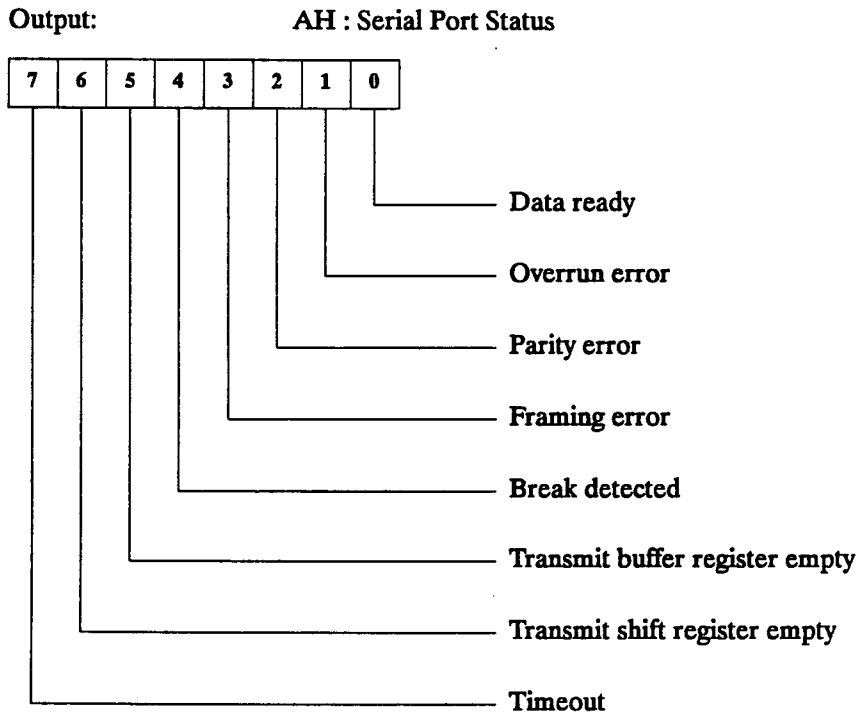 Output: AH : Serial Port Status
7 6 5 4 3 2 1 0
Data ready
Overrun error
Parity error
Framing error
Break detected
Transmit buffer register empty
Transmit shift register empty
Timeout